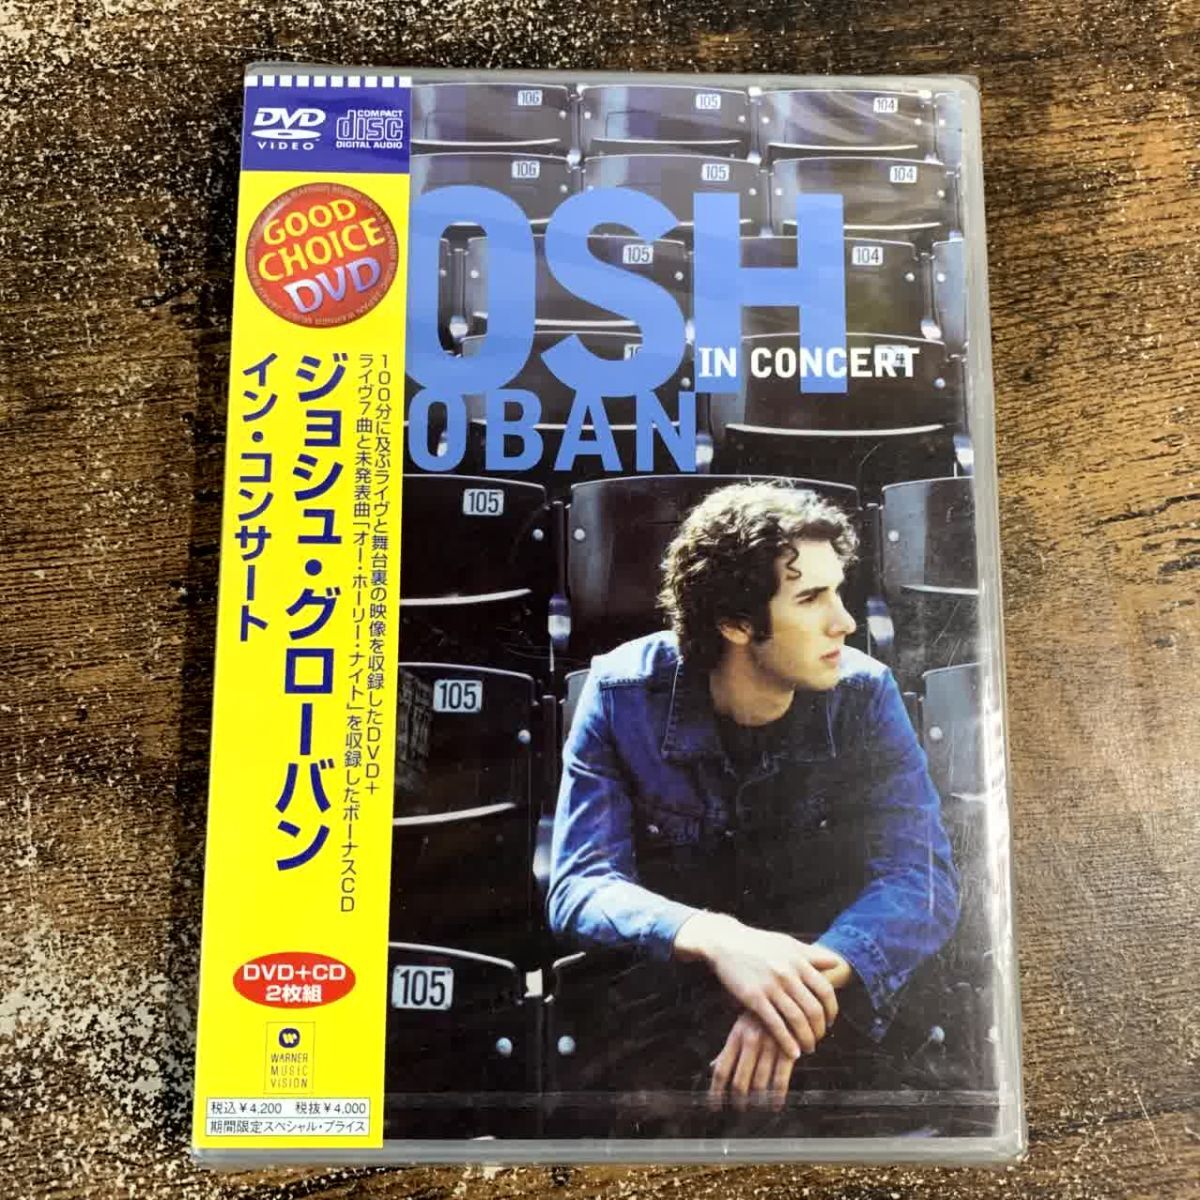 DVD
VIDEO
COMPACT
disc
DIGITAL AUDIO
GOOD
CHOICE
DVD
ジョシュ・グローバン
イン・コンサート
100分に及ぶライヴと舞台裏の映像を収録したDVD+
ライヴ7曲と未発表曲「オー・ホーリー・ナイト」を収録したボーナスCD
DVD+CD
2枚組
WARNER
MUSIC
VISION
税込¥4,200 税抜¥4,000
期間限定スペシャル・プライス
OSH
IN CONCERT
OBAN
106
105
104
106
105
104
105
104
105
105
105